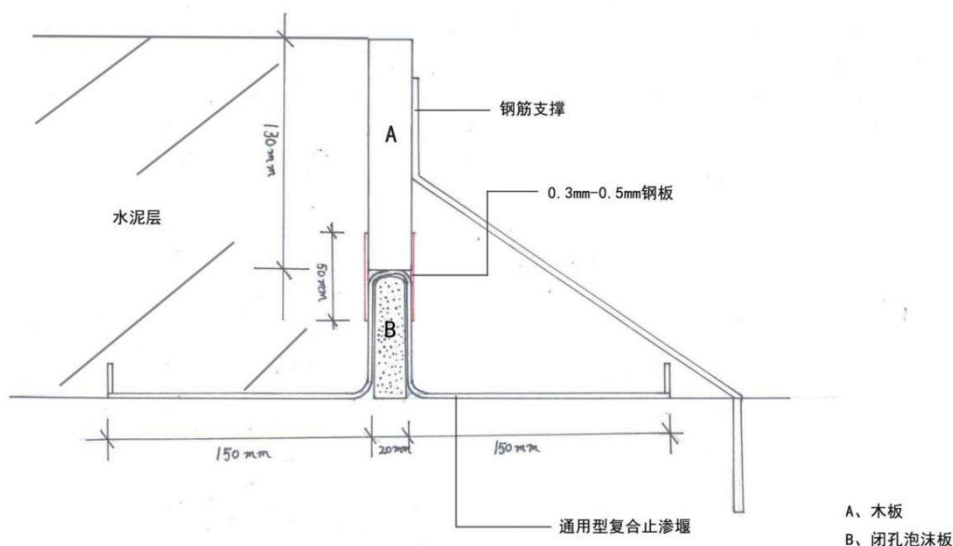 钢筋支撑
A
130mm
0.3mm-0.5mm钢板
水泥层
50mm
B
150mm
20mm
150mm
通用型复合止渗堰
A、木板
B、闭孔泡沫板